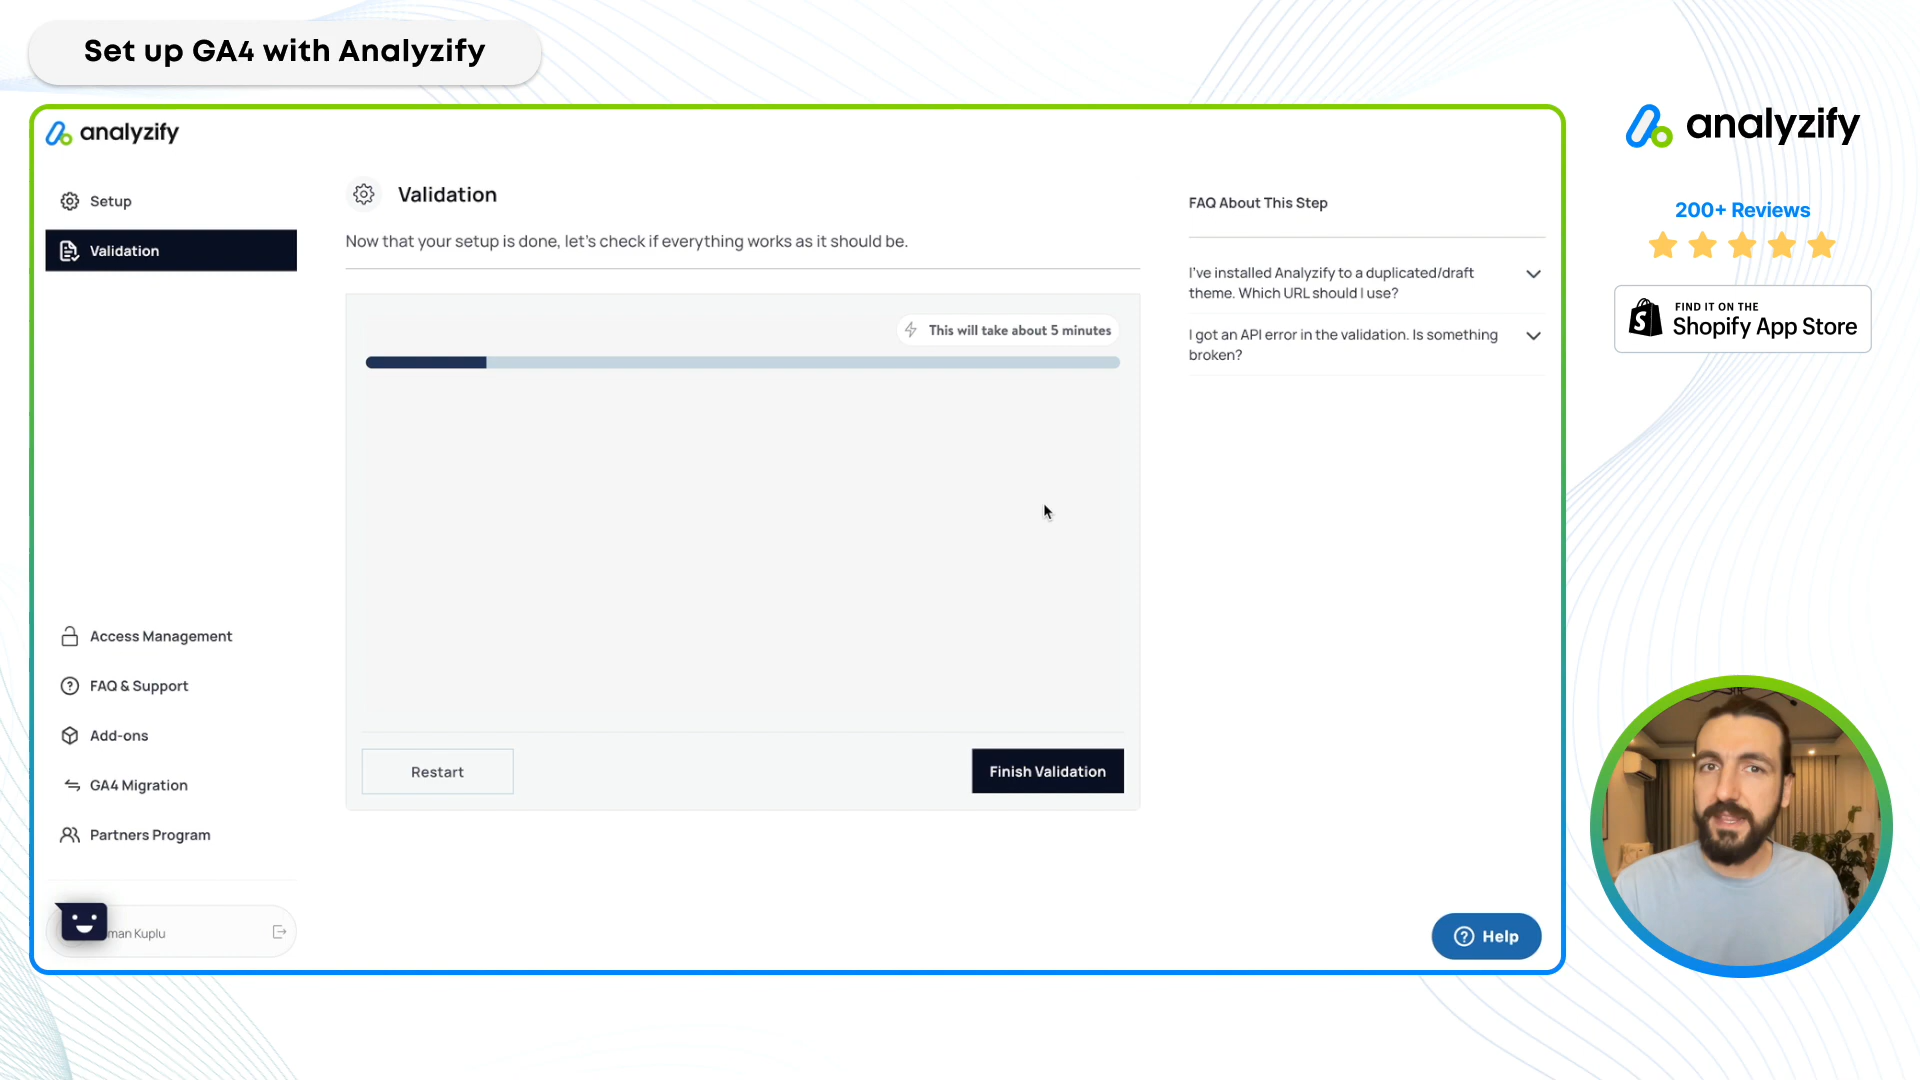 Set up GA4 with Analyzify
analyzify
Setup
Validation
Access Management
FAQ & Support
Add-ons
GA4 Migration
Partners Program
man Kuplu
Validation
Now that your setup is done, let's check if everything works as it should be.
This will take about 5 minutes
Restart
Finish Validation
FAQ About This Step
I've installed Analyzify to a duplicated/draft
theme. Which URL should I use?
I got an API error in the validation. Is something
broken?
Help
analyzify
200+ Reviews
FIND IT ON THE
Shopify App Store